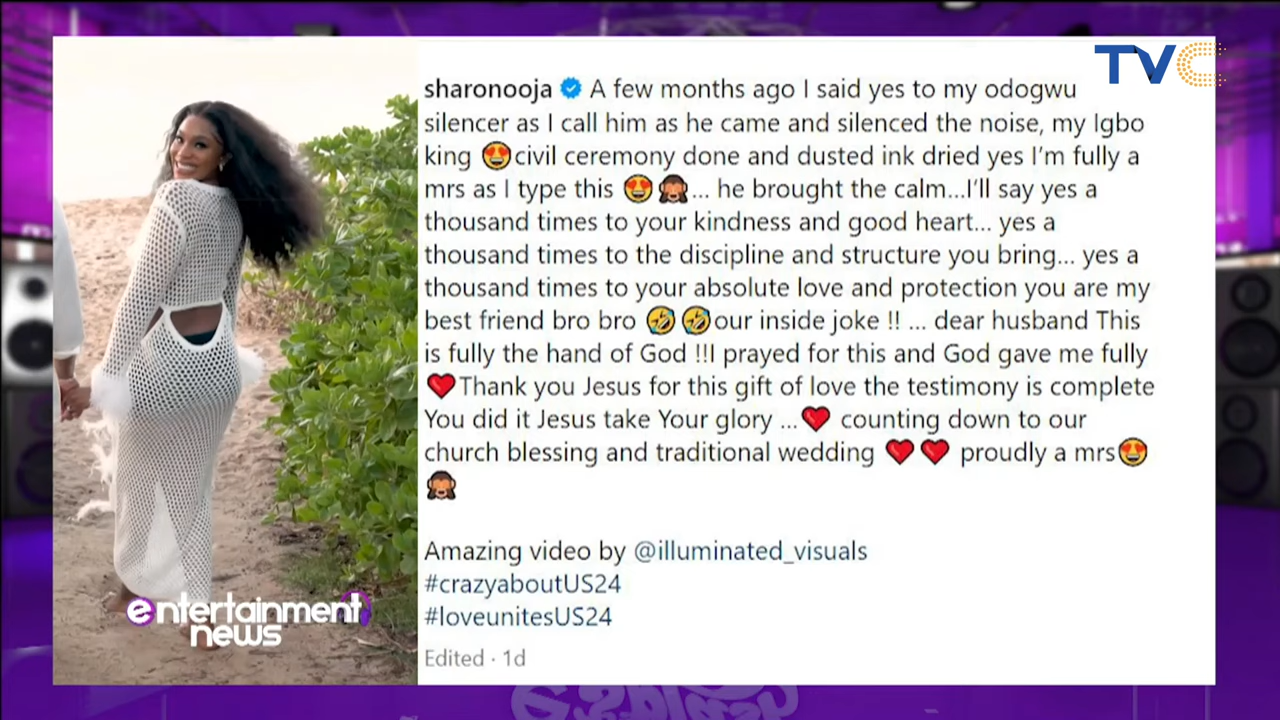 TVC
sharonooja A few months ago I said yes to my odogwu
silencer as I call him as he came and silenced the noise, my Igbo
king 😍civil ceremony done and dusted ink dried yes I'm fully a
mrs as I type this 😍🙈... he brought the calm...I'll say yes a
thousand times to your kindness and good heart... yes a
thousand times to the discipline and structure you bring... yes a
thousand times to your absolute love and protection you are my
best friend bro bro 🤣🤣our inside joke !! ... dear husband This
is fully the hand of God !!I prayed for this and God gave me fully
❤️Thank you Jesus for this gift of love the testimony is complete
You did it Jesus take Your glory ...❤️ counting down to our
church blessing and traditional wedding ❤️❤️ proudly a mrs😍
🙈
Amazing video by @illuminated_visuals
#crazyaboutUS24
#loveunitesUS24
Edited · 1d
entertainment
news